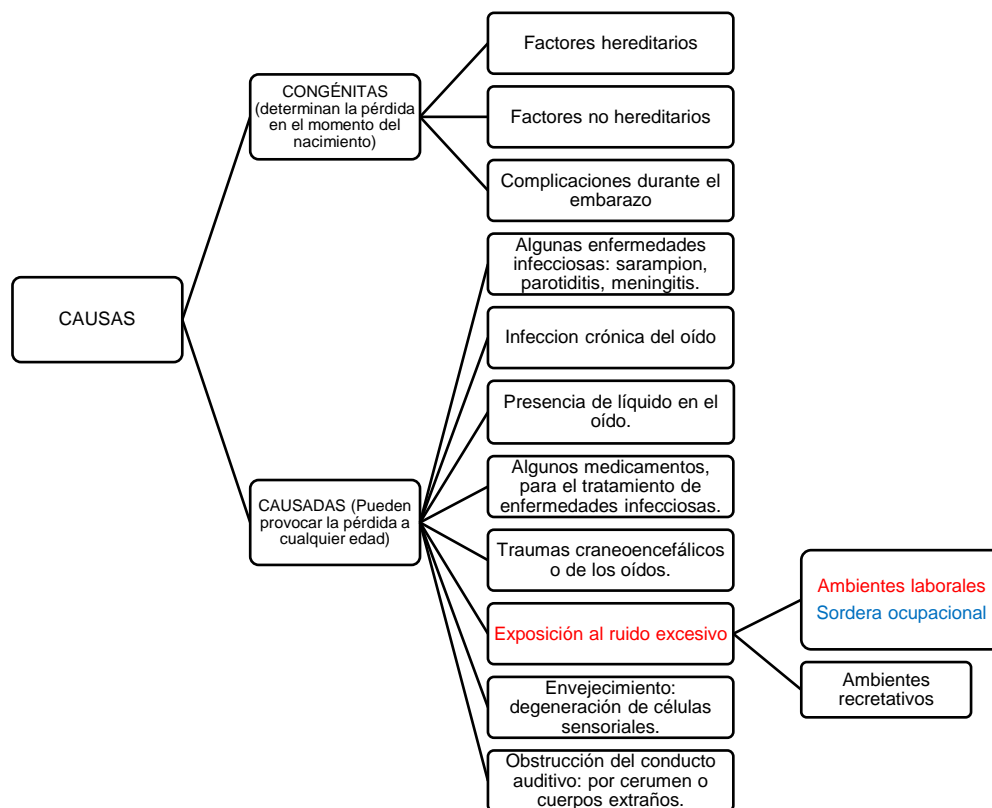 CAUSAS
CONGÉNITAS
(determinan la pérdida
en el momento del
nacimiento)
Factores hereditarios
Factores no hereditarios
Complicaciones durante el
embarazo
CAUSADAS (Pueden
provocar la pérdida a
cualquier edad)
Algunas enfermedades
infecciosas: sarampion,
parotiditis, meningitis.
Infeccion crónica del oído
Presencia de líquido en el
oído.
Algunos medicamentos,
para el tratamiento de
enfermedades infecciosas.
Traumas craneoencefálicos
o de los oídos.
Exposición al ruido excesivo
Ambientes laborales
Sordera ocupacional
Ambientes
recretativos
Envejecimiento:
degeneración de células
sensoriales.
Obstrucción del conducto
auditivo: por cerumen o
cuerpos extraños.